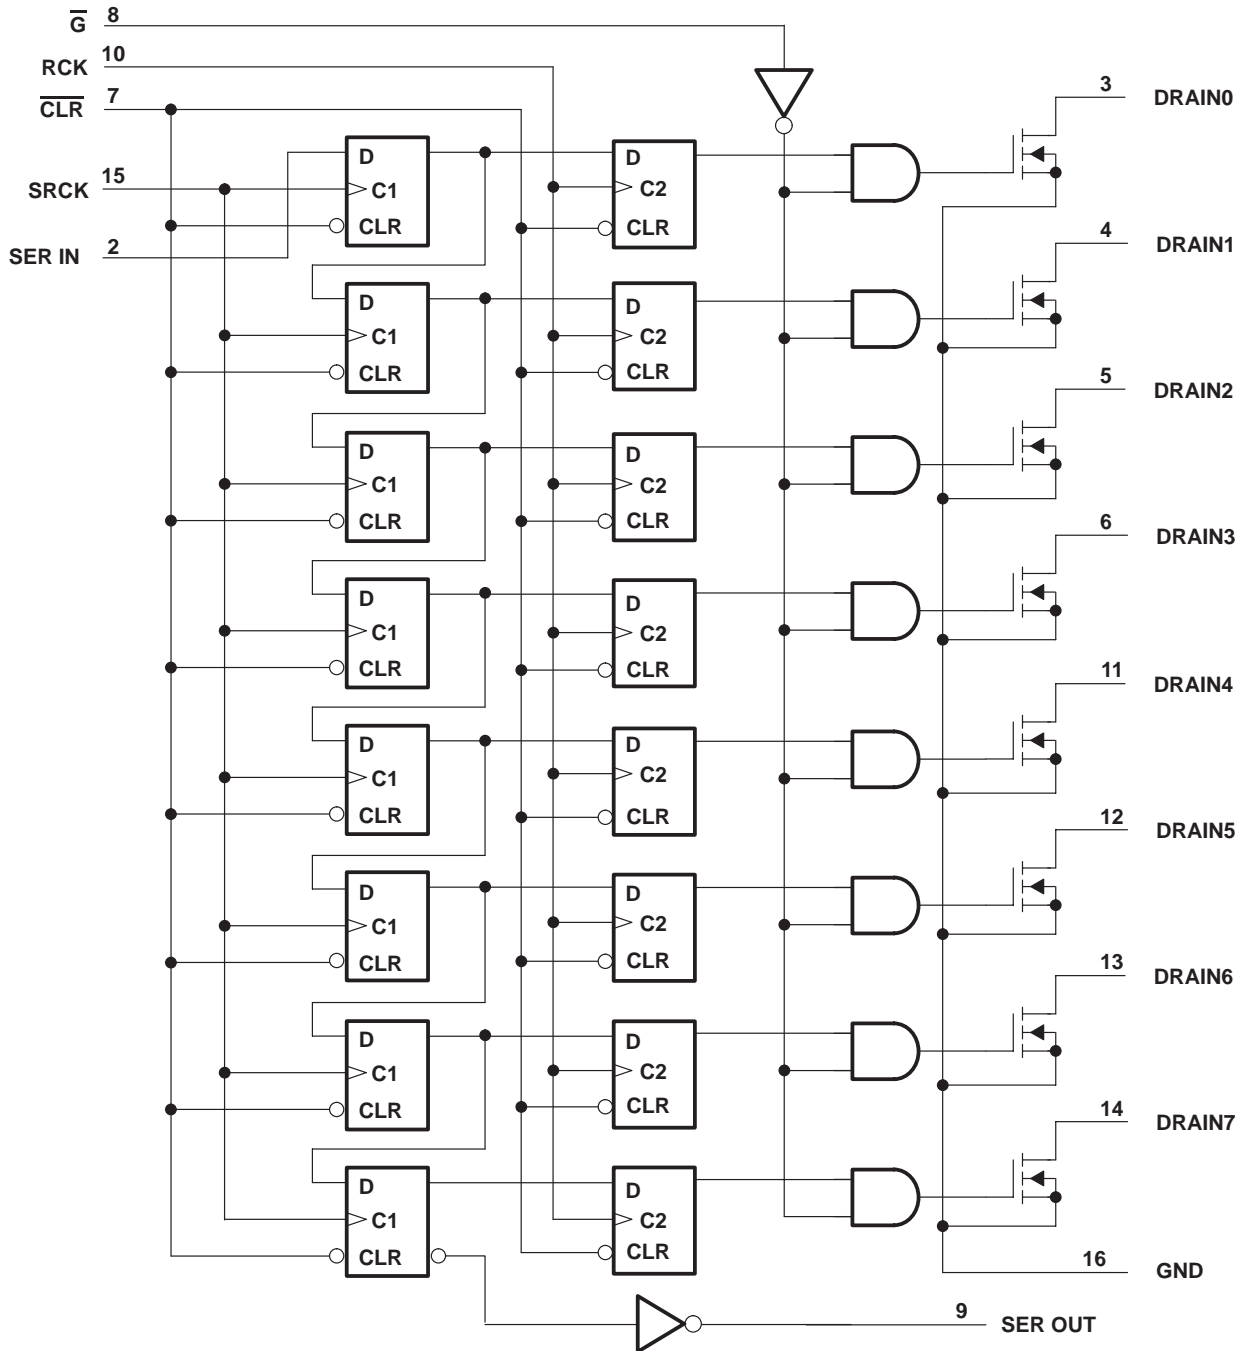 G̅ 8
RCK 10
C̅L̅R̅ 7
SRCK 15
SER IN 2
D
C1
CLR
D
C2
CLR
3 DRAIN0
D
C1
CLR
D
C2
CLR
4 DRAIN1
D
C1
CLR
D
C2
CLR
5 DRAIN2
D
C1
CLR
D
C2
CLR
6 DRAIN3
D
C1
CLR
D
C2
CLR
11 DRAIN4
D
C1
CLR
D
C2
CLR
12 DRAIN5
D
C1
CLR
D
C2
CLR
13 DRAIN6
D
C1
CLR
D
C2
CLR
14 DRAIN7
16 GND
9 SER OUT